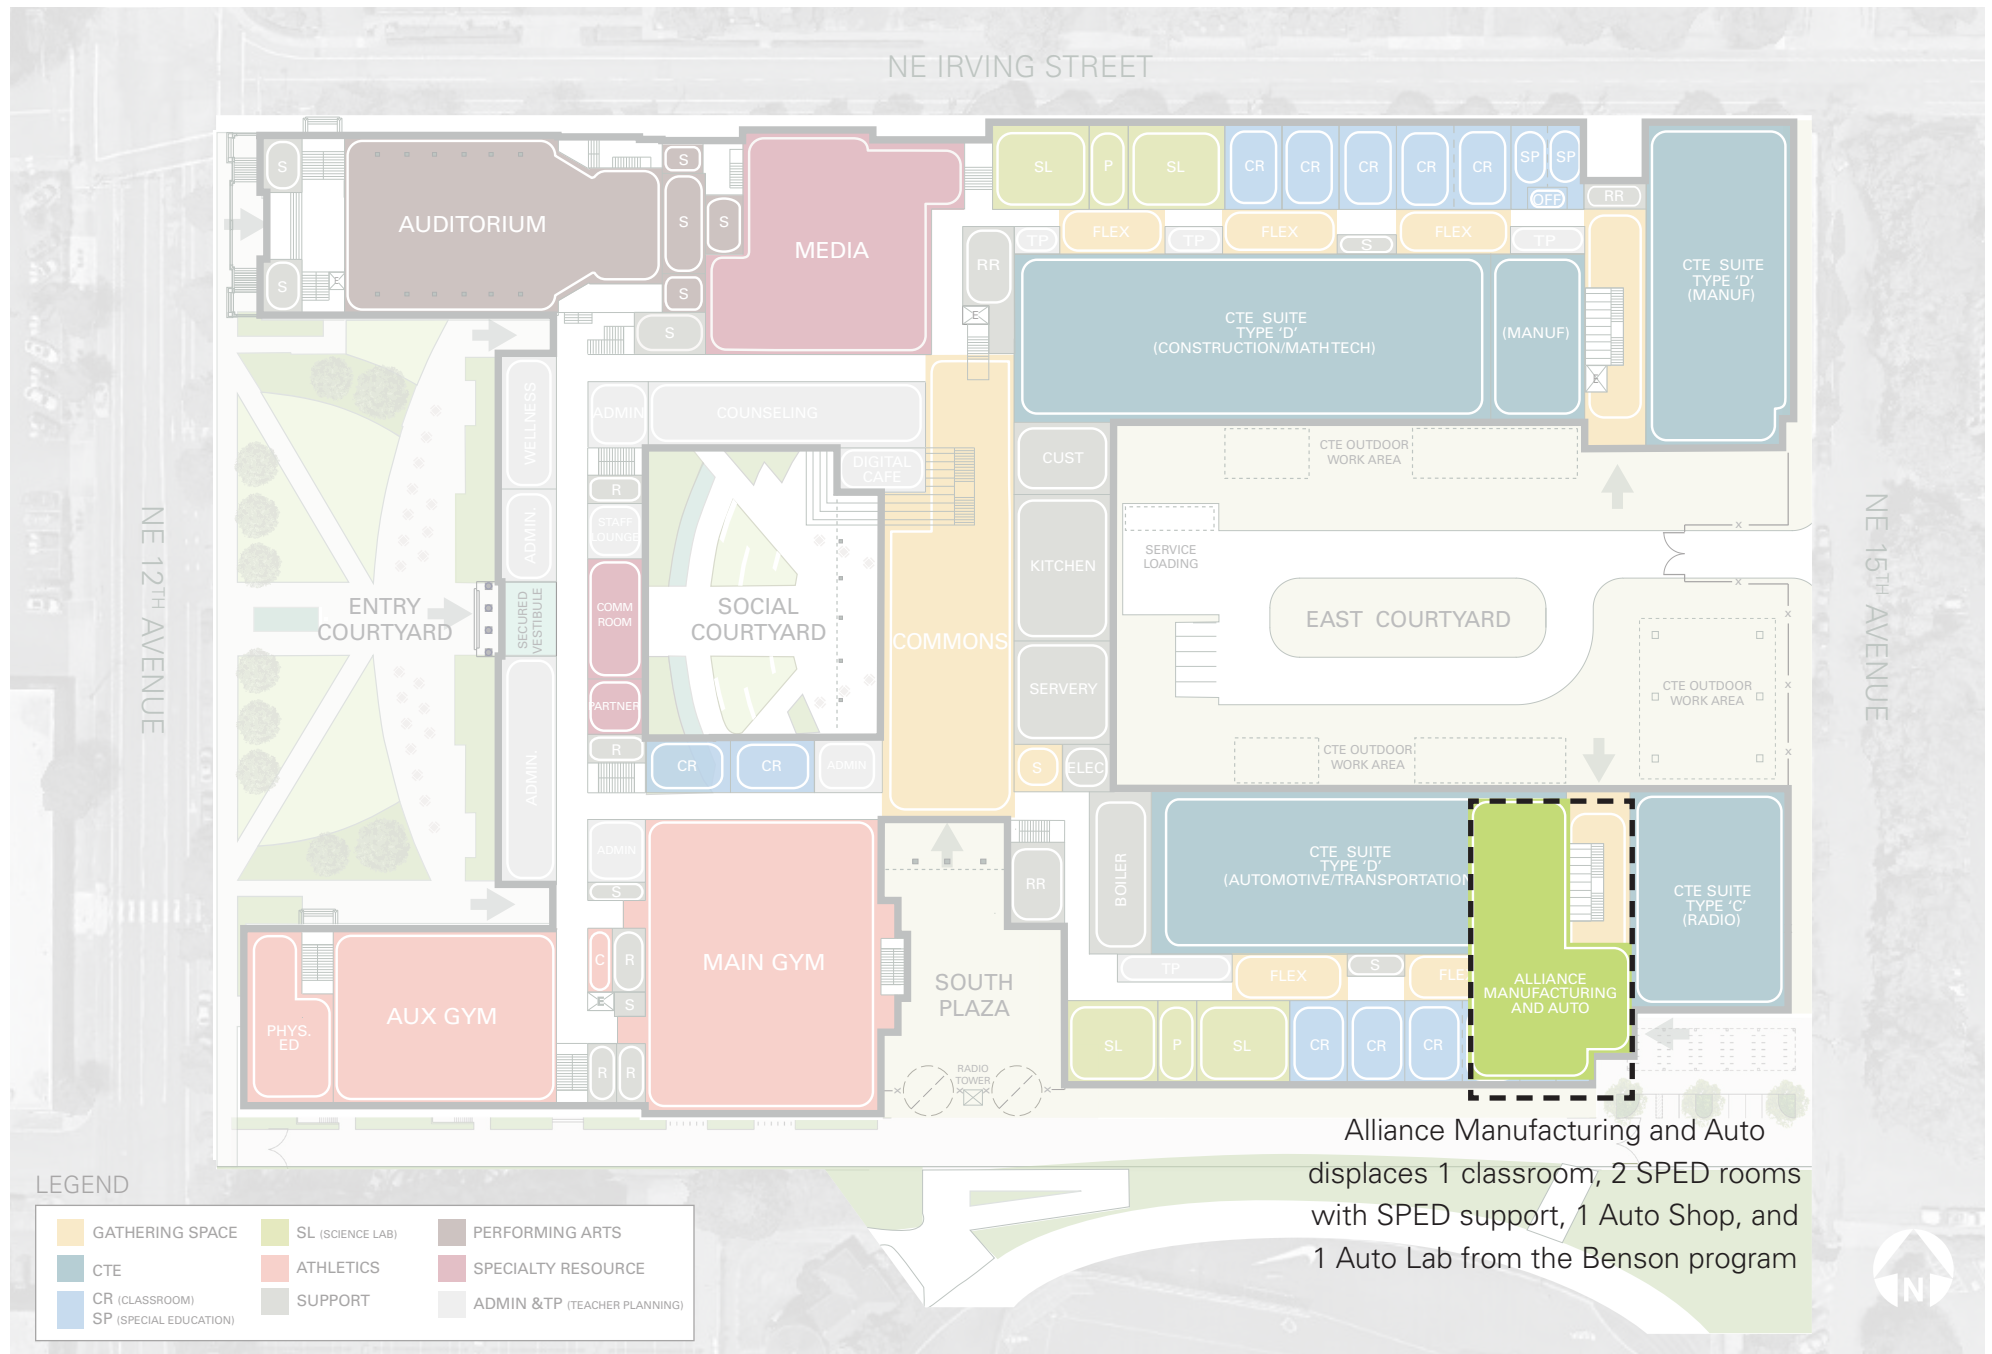 NE IRVING STREET
S
AUDITORIUM
S
S
S
S
S
S
MEDIA
SL
P
SL
CR
CR
CR
CR
CR
SP
SP
OFF
RR
TP
FLEX
TP
FLEX
S
FLEX
TP
RR
E
E
CTE SUITE
TYPE 'D'
(CONSTRUCTION/MATH TECH)
(MANUF)
CTE SUITE
TYPE 'D'
(MANUF)
E
WELLNESS
ADMIN
COUNSELING
DIGITAL
CAFE
R
STAFF
LOUNGE
ADMIN.
CUST
CTE OUTDOOR
WORK AREA
NE 12TH AVENUE
NE 15TH AVENUE
KITCHEN
SERVICE
LOADING
x
x
x
x
x
ENTRY
COURTYARD
SECURED
VESTIBULE
COMM
ROOM
SOCIAL
COURTYARD
COMMONS
EAST COURTYARD
SERVERY
CTE OUTDOOR
WORK AREA
PARTNER
R
CR
CR
ADMIN
S
ELEC
CTE OUTDOOR
WORK AREA
ADMIN.
ADMIN
S
BOILER
RR
CTE SUITE
TYPE 'D'
(AUTOMOTIVE/TRANSPORTATION
CTE SUITE
TYPE 'C'
(RADIO)
C
R
E
S
MAIN GYM
SOUTH
PLAZA
TP
FLEX
S
FLE
ALLIANCE
MANUFACTURING
AND AUTO
PHYS.
ED
AUX GYM
R
R
SL
P
SL
CR
CR
CR
RADIO
TOWER
x
x
x
x
Alliance Manufacturing and Auto
displaces 1 classroom, 2 SPED rooms
with SPED support, 1 Auto Shop, and
1 Auto Lab from the Benson program
LEGEND
GATHERING SPACE
CTE
CR (CLASSROOM)
SP (SPECIAL EDUCATION)
SL (SCIENCE LAB)
ATHLETICS
SUPPORT
PERFORMING ARTS
SPECIALTY RESOURCE
ADMIN &TP (TEACHER PLANNING)
N